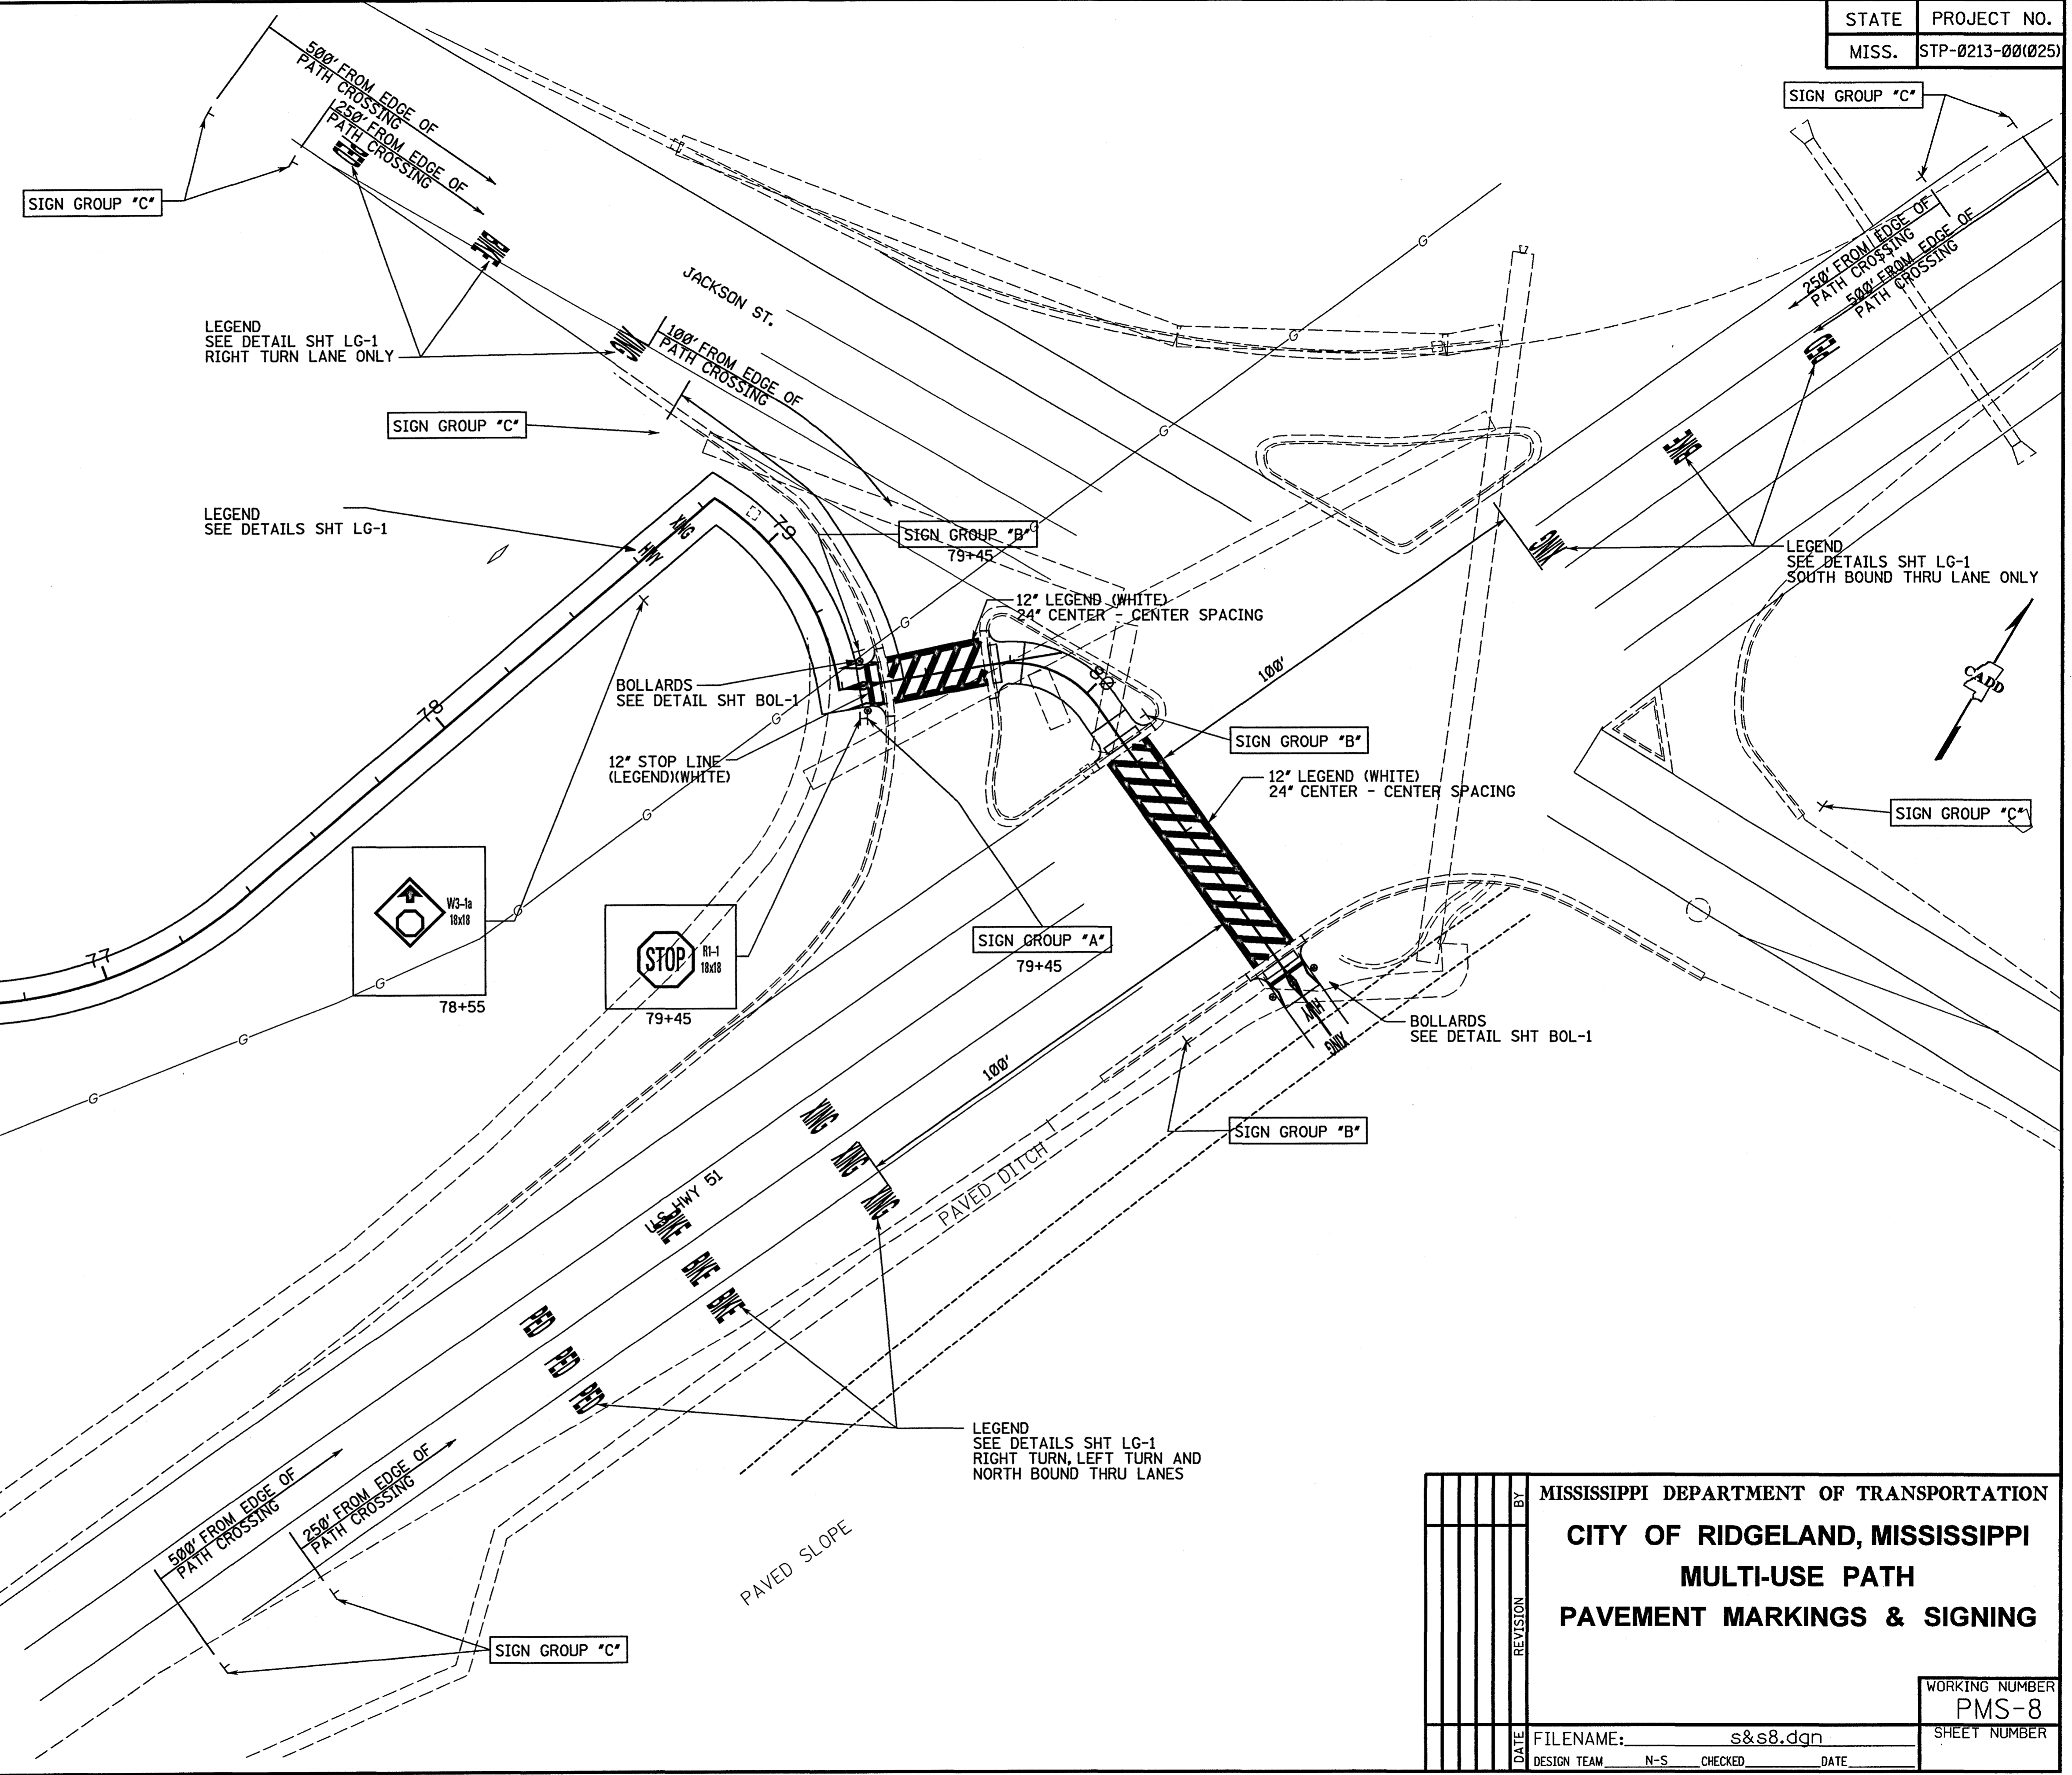 STATE PROJECT NO.
MISS. STP-0213-00(025)
SIGN GROUP "C"
500' FROM EDGE OF
PATH CROSSING
250' FROM EDGE OF
PATH CROSSING
PED
SIGN GROUP "C"
BIKE
250' FROM EDGE OF
PATH CROSSING
500' FROM EDGE OF
PATH CROSSING
G
JACKSON ST.
LEGEND
SEE DETAIL SHT LG-1
RIGHT TURN LANE ONLY
XING
100' FROM EDGE OF
PATH CROSSING
G
PED
SIGN GROUP "C"
G
BIKE
LEGEND
SEE DETAILS SHT LG-1
XING
HWY
79
SIGN GROUP "B"
79+45
G
XING
LEGEND
SEE DETAILS SHT LG-1
SOUTH BOUND THRU LANE ONLY
12" LEGEND (WHITE)
24" CENTER - CENTER SPACING
G
BOLLARDS
SEE DETAIL SHT BOL-1
80
100'
CADD
78
G
SIGN GROUP "B"
12" STOP LINE
(LEGEND)(WHITE)
12" LEGEND (WHITE)
24" CENTER - CENTER SPACING
G
SIGN GROUP "C"
W3-1a
18x18
G
78+55
STOP
R1-1
18x18
79+45
SIGN GROUP "A"
79+45
77
G
G
G
HWY
XING
BOLLARDS
SEE DETAIL SHT BOL-1
100'
SIGN GROUP "B"
XING
XING
XING
PAVED DITCH
U.S. HWY 51
BIKE
BIKE
BIKE
PED
PED
PED
LEGEND
SEE DETAILS SHT LG-1
RIGHT TURN, LEFT TURN AND
NORTH BOUND THRU LANES
500' FROM EDGE OF
PATH CROSSING
250' FROM EDGE OF
PATH CROSSING
PAVED SLOPE
SIGN GROUP "C"
BY
REVISION
DATE
MISSISSIPPI DEPARTMENT OF TRANSPORTATION
CITY OF RIDGELAND, MISSISSIPPI
MULTI-USE PATH
PAVEMENT MARKINGS & SIGNING
WORKING NUMBER
PMS-8
SHEET NUMBER
FILENAME: s&s8.dgn
DESIGN TEAM N-S CHECKED DATE